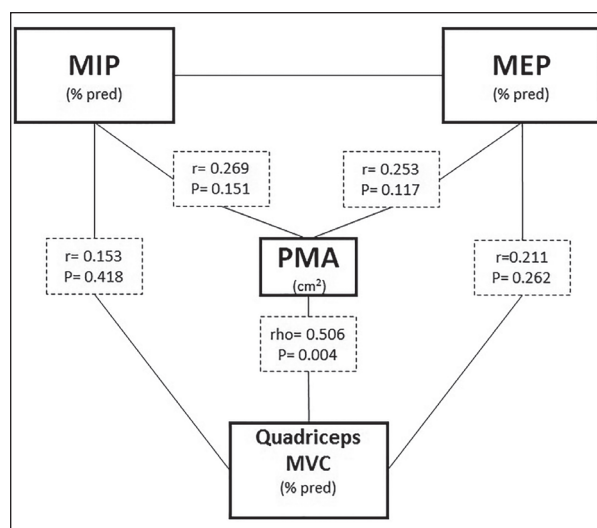 MIP
(% pred)
MEP
(% pred)
r= 0.269
P= 0.151
r= 0.253
P= 0.117
r= 0.153
P= 0.418
PMA
(cm²)
r=0.211
P= 0.262
rho= 0.506
P= 0.004
Quadriceps
MVC
(% pred)